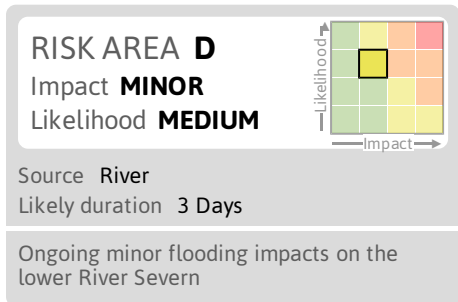 RISK AREA D
Impact MINOR
Likelihood MEDIUM
Likelihood
Impact
Source River
Likely duration 3 Days
Ongoing minor flooding impacts on the
lower River Severn